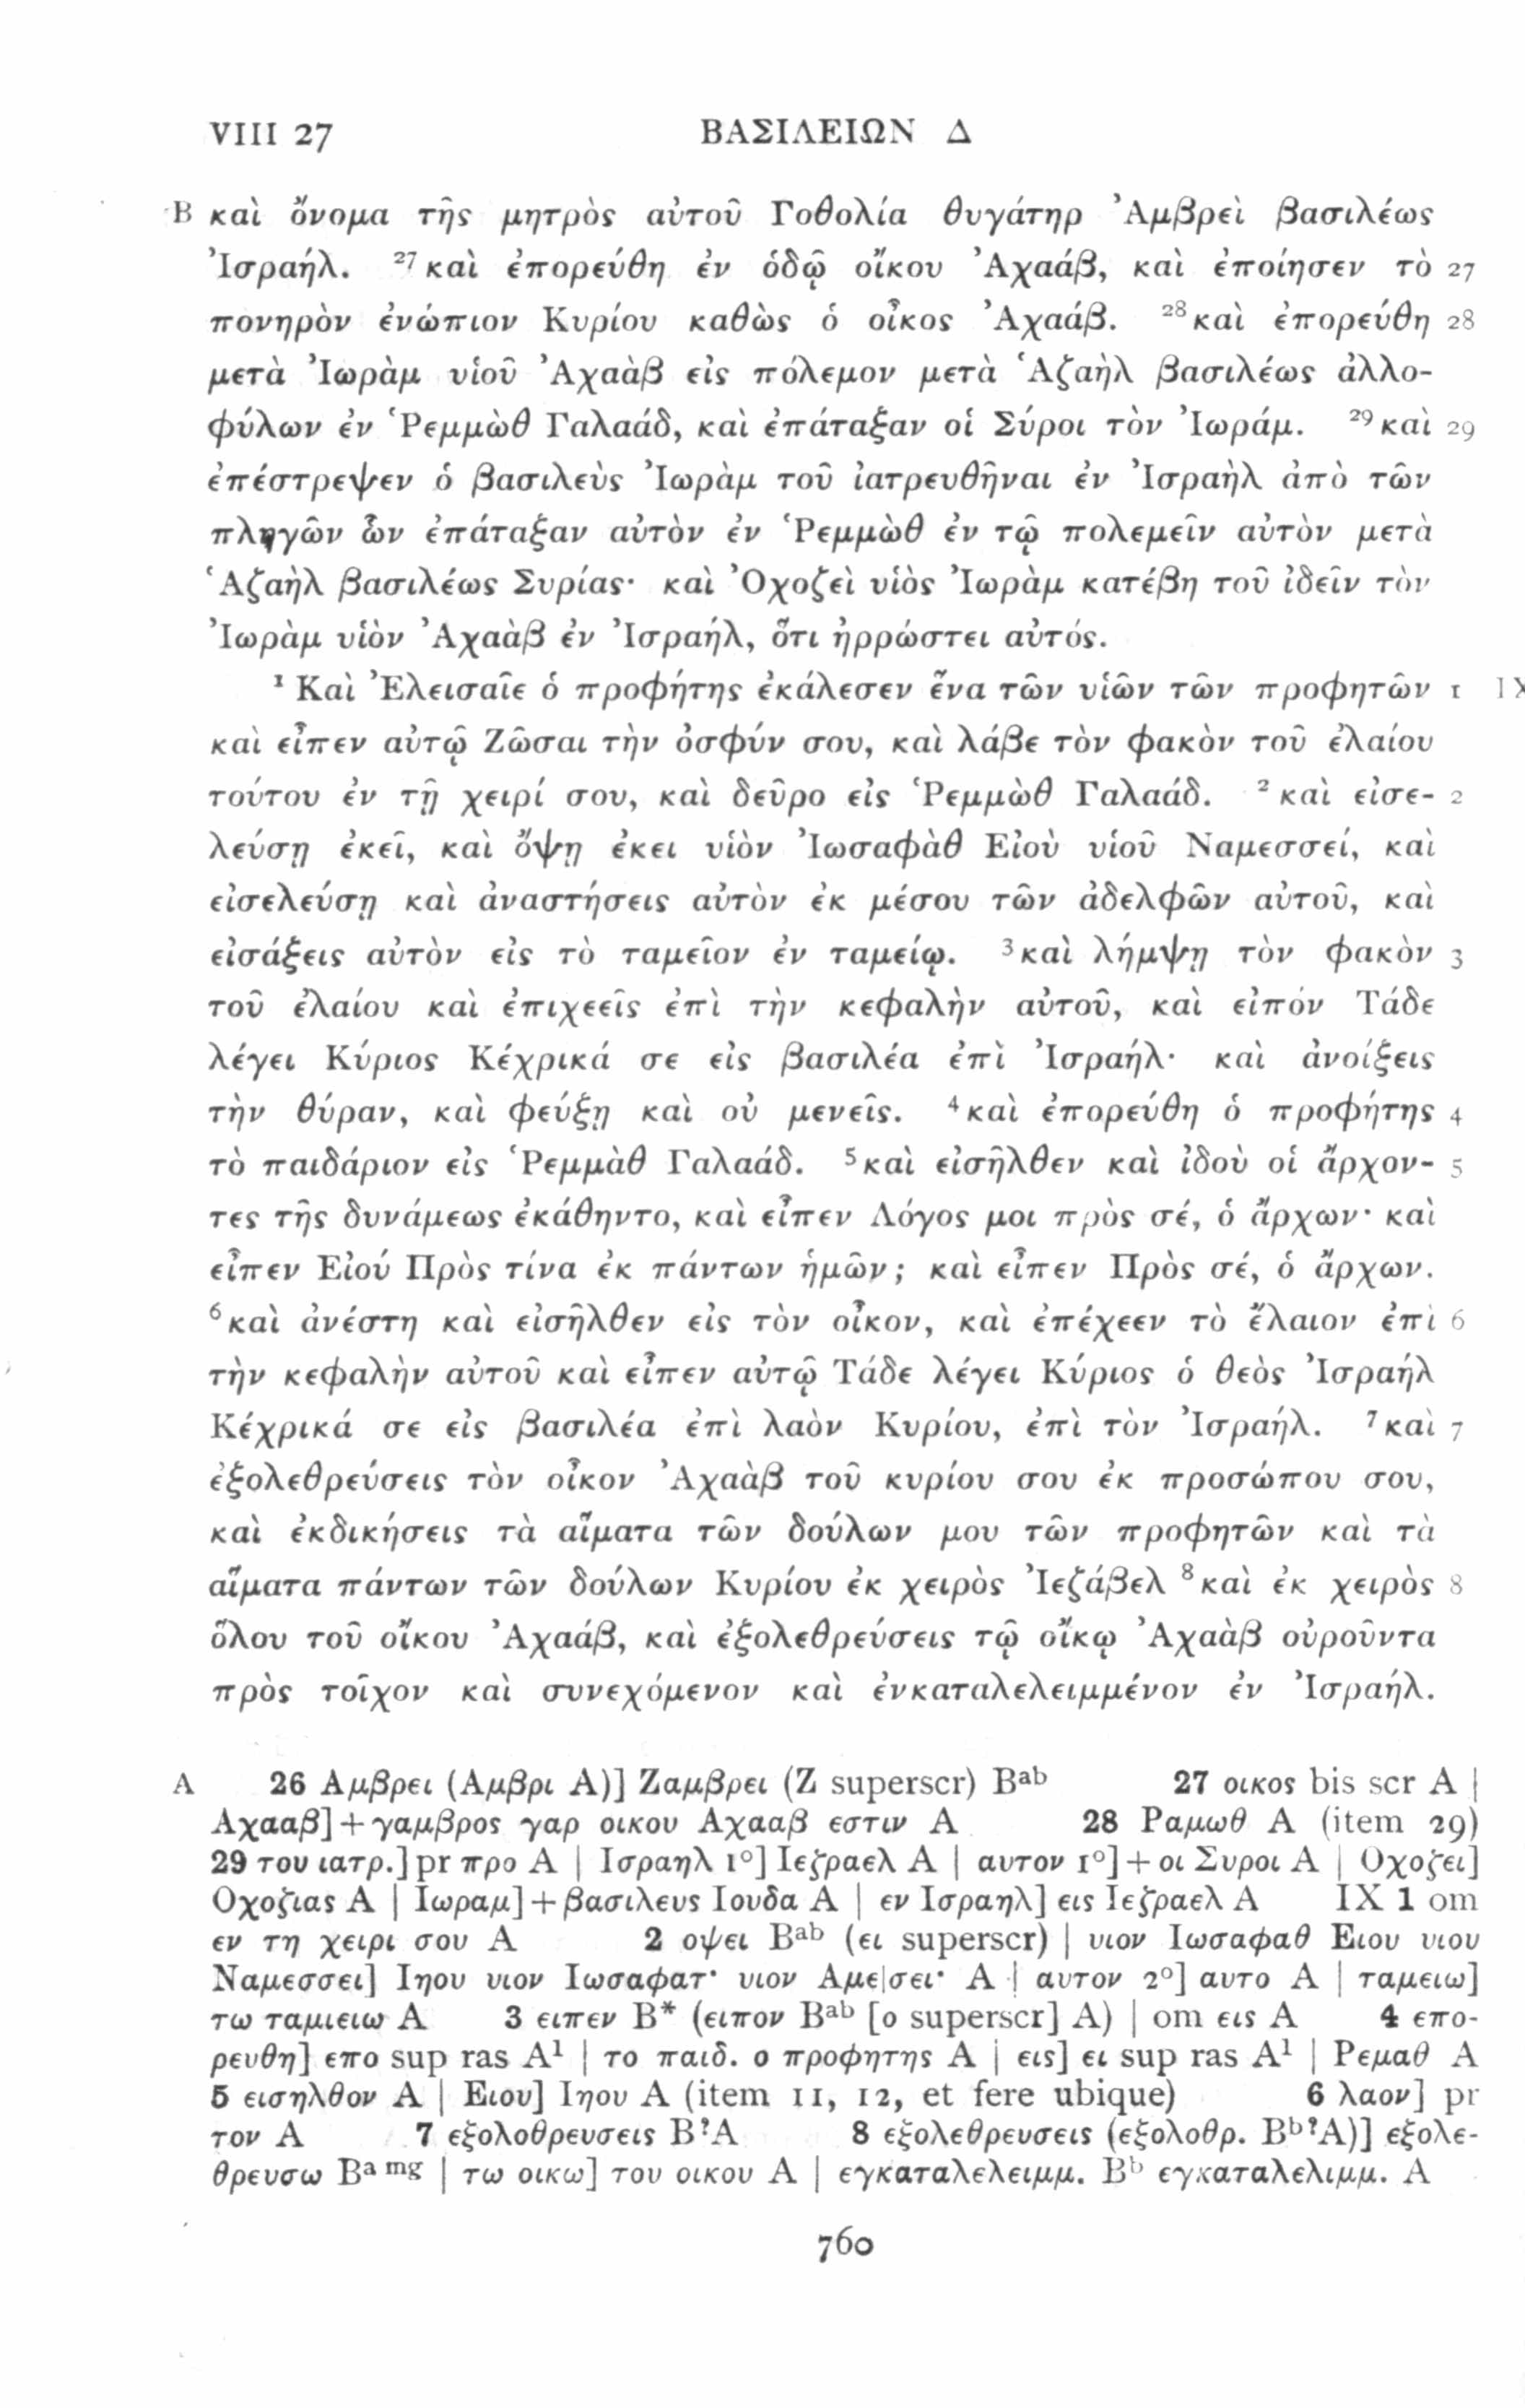 VIII 27 ΒΑΣΙΛΕΙΩΝ Δ
B καὶ ὄνομα τῆς μητρὸς αὐτοῦ Γοθολία θυγάτηρ Ἀμβρεὶ βασιλέως
Ἰσραήλ. ²⁷καὶ ἐπορεύθη ἐν ὁδῷ οἴκου Ἀχαάβ, καὶ ἐποίησεν τὸ 27
πονηρὸν ἐνώπιον Κυρίου καθὼς ὁ οἶκος Ἀχαάβ. ²⁸καὶ ἐπορεύθη 28
μετὰ Ἰωρὰμ υἱοῦ Ἀχαὰβ εἰς πόλεμον μετὰ Ἁζαὴλ βασιλέως ἀλλο-
φύλων ἐν Ῥεμμὼθ Γαλαάδ, καὶ ἐπάταξαν οἱ Σύροι τὸν Ἰωράμ. ²⁹καὶ 29
ἐπέστρεψεν ὁ βασιλεὺς Ἰωρὰμ τοῦ ἰατρευθῆναι ἐν Ἰσραὴλ ἀπὸ τῶν
πληγῶν ὧν ἐπάταξαν αὐτὸν ἐν Ῥεμμὼθ ἐν τῷ πολεμεῖν αὐτὸν μετὰ
Ἁζαὴλ βασιλέως Συρίας· καὶ Ὀχοζεὶ υἱὸς Ἰωρὰμ κατέβη τοῦ ἰδεῖν τὸν
Ἰωρὰμ υἱὸν Ἀχαὰβ ἐν Ἰσραήλ, ὅτι ἠρρώστει αὐτός.
¹Καὶ Ἐλεισαῖε ὁ προφήτης ἐκάλεσεν ἕνα τῶν υἱῶν τῶν προφητῶν 1 IX
καὶ εἶπεν αὐτῷ Ζῶσαι τὴν ὀσφύν σου, καὶ λάβε τὸν φακὸν τοῦ ἐλαίου
τούτου ἐν τῇ χειρί σου, καὶ δεῦρο εἰς Ῥεμμὼθ Γαλαάδ. ²καὶ εἰσε- 2
λεύσῃ ἐκεῖ, καὶ ὄψῃ ἐκει υἱὸν Ἰωσαφὰθ Εἰοὺ υἱοῦ Ναμεσσεί, καὶ
εἰσελεύσῃ καὶ ἀναστήσεις αὐτὸν ἐκ μέσου τῶν ἀδελφῶν αὐτοῦ, καὶ
εἰσάξεις αὐτὸν εἰς τὸ ταμεῖον ἐν ταμείῳ. ³καὶ λήμψῃ τὸν φακὸν 3
τοῦ ἐλαίου καὶ ἐπιχεεῖς ἐπὶ τὴν κεφαλὴν αὐτοῦ, καὶ εἰπόν Τάδε
λέγει Κύριος Κέχρικά σε εἰς βασιλέα ἐπὶ Ἰσραήλ· καὶ ἀνοίξεις
τὴν θύραν, καὶ φεύξῃ καὶ οὐ μενεῖς. ⁴καὶ ἐπορεύθη ὁ προφήτης 4
τὸ παιδάριον εἰς Ῥεμμὰθ Γαλαάδ. ⁵καὶ εἰσῆλθεν καὶ ἰδοὺ οἱ ἄρχον- 5
τες τῆς δυνάμεως ἐκάθηντο, καὶ εἶπεν Λόγος μοι πρὸς σέ, ὁ ἄρχων· καὶ
εἶπεν Εἰού Πρὸς τίνα ἐκ πάντων ἡμῶν; καὶ εἶπεν Πρὸς σέ, ὁ ἄρχων.
⁶καὶ ἀνέστη καὶ εἰσῆλθεν εἰς τὸν οἶκον, καὶ ἐπέχεεν τὸ ἔλαιον ἐπὶ 6
τὴν κεφαλὴν αὐτοῦ καὶ εἶπεν αὐτῷ Τάδε λέγει Κύριος ὁ θεὸς Ἰσραήλ
Κέχρικά σε εἰς βασιλέα ἐπὶ λαὸν Κυρίου, ἐπὶ τὸν Ἰσραήλ. ⁷καὶ 7
ἐξολεθρεύσεις τὸν οἶκον Ἀχαὰβ τοῦ κυρίου σου ἐκ προσώπου σου,
καὶ ἐκδικήσεις τὰ αἵματα τῶν δούλων μου τῶν προφητῶν καὶ τὰ
αἵματα πάντων τῶν δούλων Κυρίου ἐκ χειρὸς Ἰεζάβελ ⁸καὶ ἐκ χειρὸς 8
ὅλου τοῦ οἴκου Ἀχαάβ, καὶ ἐξολεθρεύσεις τῷ οἴκῳ Ἀχαὰβ οὐροῦντα
πρὸς τοῖχον καὶ συνεχόμενον καὶ ἐνκαταλελειμμένον ἐν Ἰσραήλ.
A 26 Αμβρει (Αμβρι A)] Ζαμβρει (Ζ superscr) Bᵃᵇ 27 οικος bis scr A |
Αχααβ]+γαμβρος γαρ οικου Αχααβ εστιν A 28 Ραμωθ A (item 29)
29 του ιατρ.] pr προ A | Ισραηλ 1°] Ιεζραελ A | αυτον 1°]+οι Συροι A | Οχοζει]
Οχοζιας A | Ιωραμ]+βασιλευς Ιουδα A | εν Ισραηλ] εις Ιεζραελ A IX 1 om
εν τη χειρι σου A 2 οψει Bᵃᵇ (ει superscr) | υιον Ιωσαφαθ Ειου υιου
Ναμεσσει] Ιηου υιον Ιωσαφατ· υιον Αμε|σει· A | αυτον 2°] αυτο A | ταμειω]
τω ταμιειω A 3 ειπεν B* (ειπον Bᵃᵇ [ο superscr] A) | om εις A 4 επο-
ρευθη] επο sup ras A¹ | το παιδ. ο προφητης A | εις] ει sup ras A¹ | Ρεμαθ A
5 εισηλθον A | Ειου] Ιηου A (item 11, 12, et fere ubique) 6 λαον] pr
τον A 7 εξολοθρευσεις B?A 8 εξολεθρευσεις (εξολοθρ. Bᵇ?A)] εξολε-
θρευσω Bᵃ ᵐᵍ | τω οικω] του οικου A | εγκαταλελειμμ. Bᵇ εγκαταλελιμμ. A
760